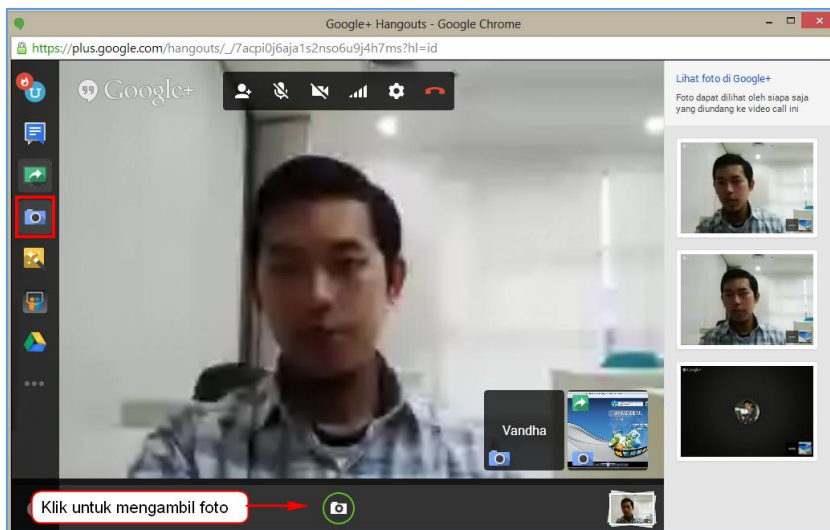 Google+ Hangouts - Google Chrome
https://plus.google.com/hangouts/_/7acpi0j6aja1s2nso6u9j4h7ms?hl=id
Google+
Lihat foto di Google+
Foto dapat dilihat oleh siapa saja
yang diundang ke video call ini
Vandha
Klik untuk mengambil foto